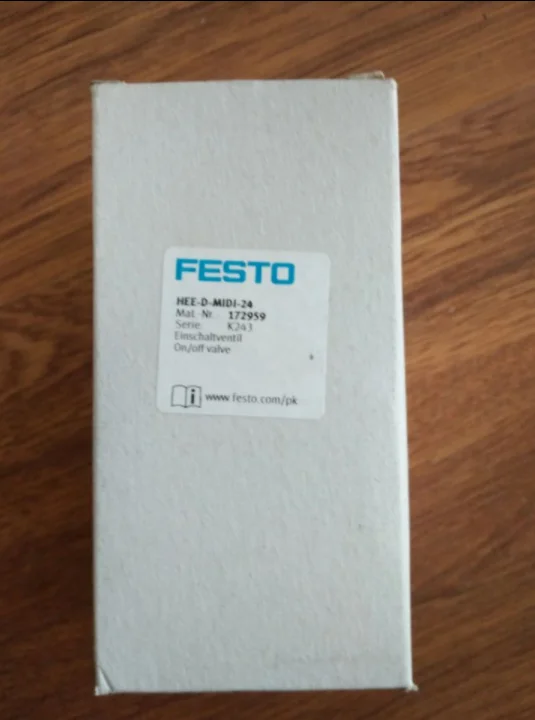 FESTO
HEE-D-MIDI-24
Mat.-Nr. 172959
Serie: K243
Einschaltventil
On/off valve
i www.festo.com/pk